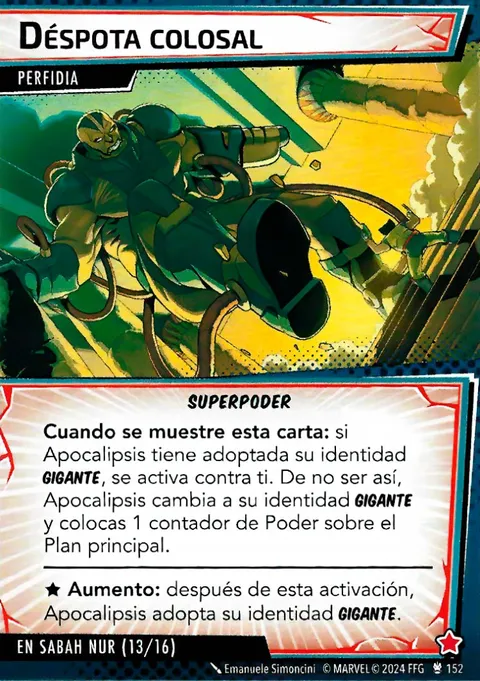 DÉSPOTA COLOSAL
PERFIDIA
SUPERPODER
Cuando se muestre esta carta: si
Apocalipsis tiene adoptada su identidad
GIGANTE, se activa contra ti. De no ser así,
Apocalipsis cambia a su identidad GIGANTE
y colocas 1 contador de Poder sobre el
Plan principal.
★ Aumento: después de esta activación,
Apocalipsis adopta su identidad GIGANTE.
EN SABAH NUR (13/16)
Emanuele Simoncini © MARVEL © 2024 FFG 152